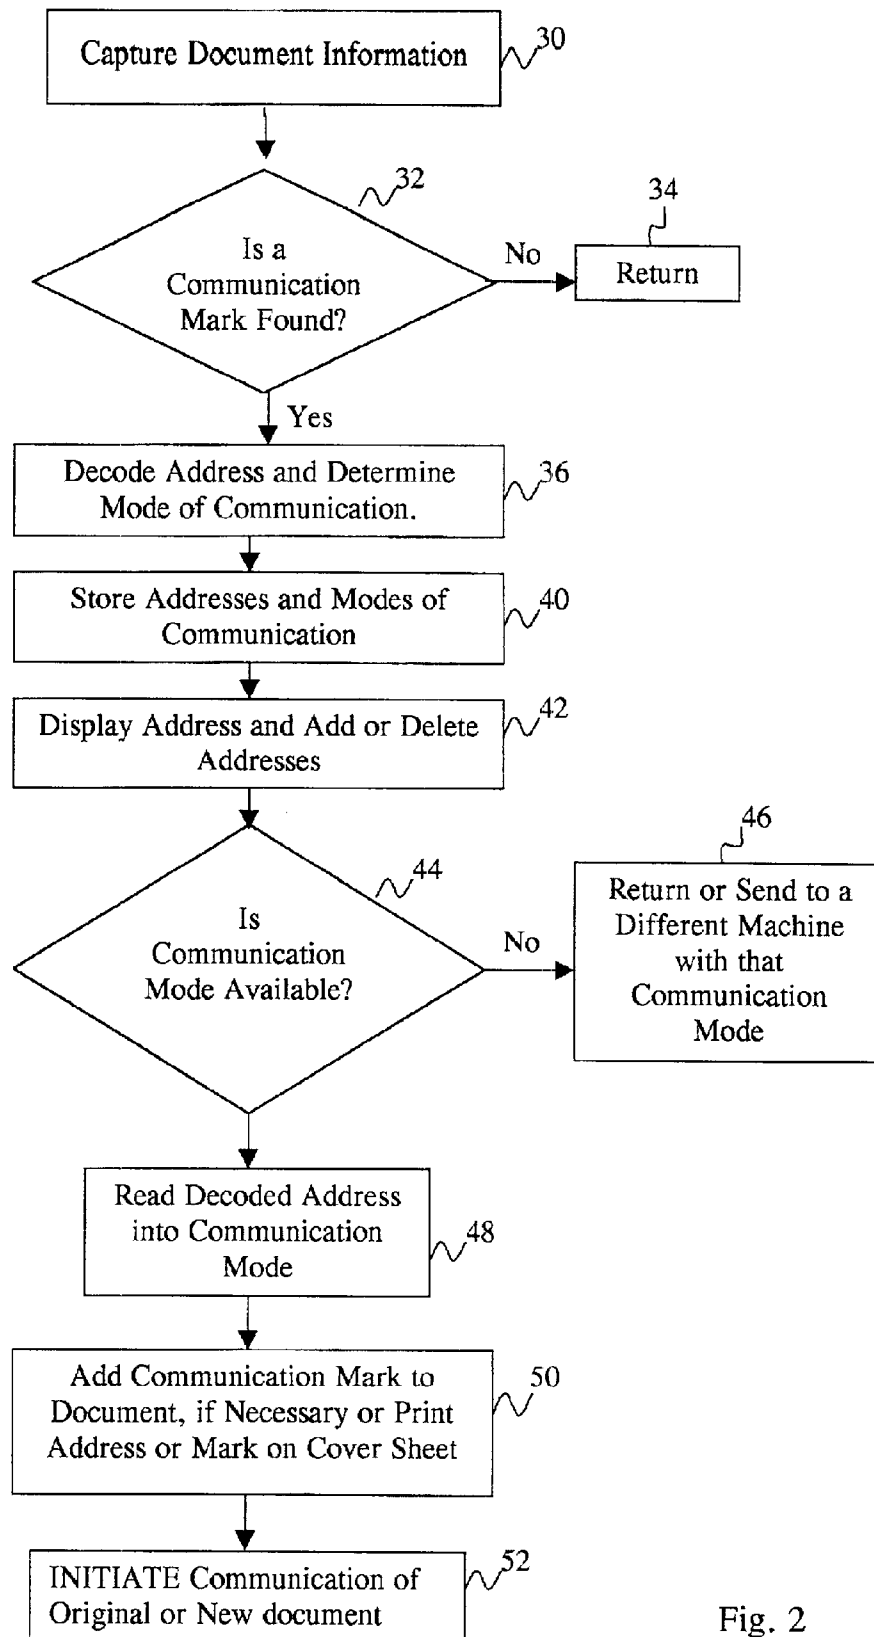 Capture Document Information
30
32
Is a
Communication
Mark Found?
No
34
Return
Yes
Decode Address and Determine
Mode of Communication.
36
Store Addresses and Modes of
Communication
40
Display Address and Add or Delete
Addresses
42
44
Is
Communication
Mode Available?
No
46
Return or Send to a
Different Machine
with that
Communication
Mode
Read Decoded Address
into Communication
Mode
48
Add Communication Mark to
Document, if Necessary or Print
Address or Mark on Cover Sheet
50
INITIATE Communication of
Original or New document
52
Fig. 2